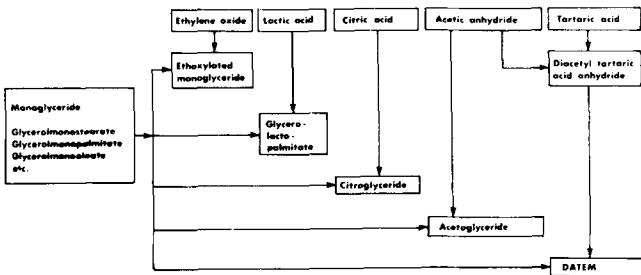 Ethylene oxide
Lactic acid
Citric acid
Acetic anhydride
Tartaric acid
Ethoxylated
monoglyceride
Diacetyl tartaric
acid anhydride
Monoglyceride
Glycerolmonostearate
Glycerolmonopalmitate
Glycerolmonooleate
etc.
Glycero-
lacto-
palmitate
Citroglyceride
Acetoglyceride
DATEM